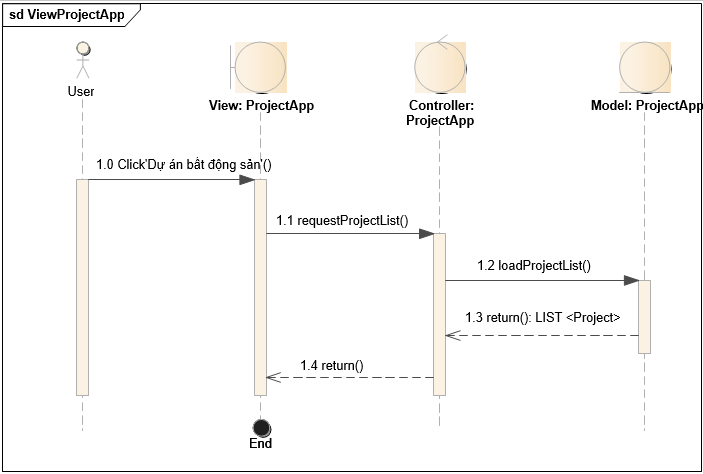 sd ViewProjectApp
User
View: ProjectApp
Controller:
ProjectApp
Model: ProjectApp
1.0 Click'Dự án bất động sản'()
1.1 requestProjectList()
1.2 loadProjectList()
1.3 return(): LIST <Project>
1.4 return()
End